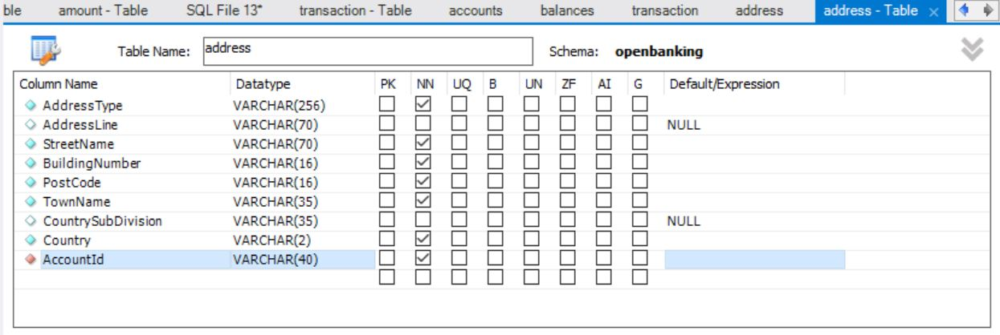 ble amount - Table SQL File 13* transaction - Table accounts balances transaction address address - Table ×
Table Name: address Schema: openbanking
Column Name Datatype PK NN UQ B UN ZF AI G Default/Expression
AddressType VARCHAR(256)
AddressLine VARCHAR(70) NULL
StreetName VARCHAR(70)
BuildingNumber VARCHAR(16)
PostCode VARCHAR(16)
TownName VARCHAR(35)
CountrySubDivision VARCHAR(35) NULL
Country VARCHAR(2)
AccountId VARCHAR(40)